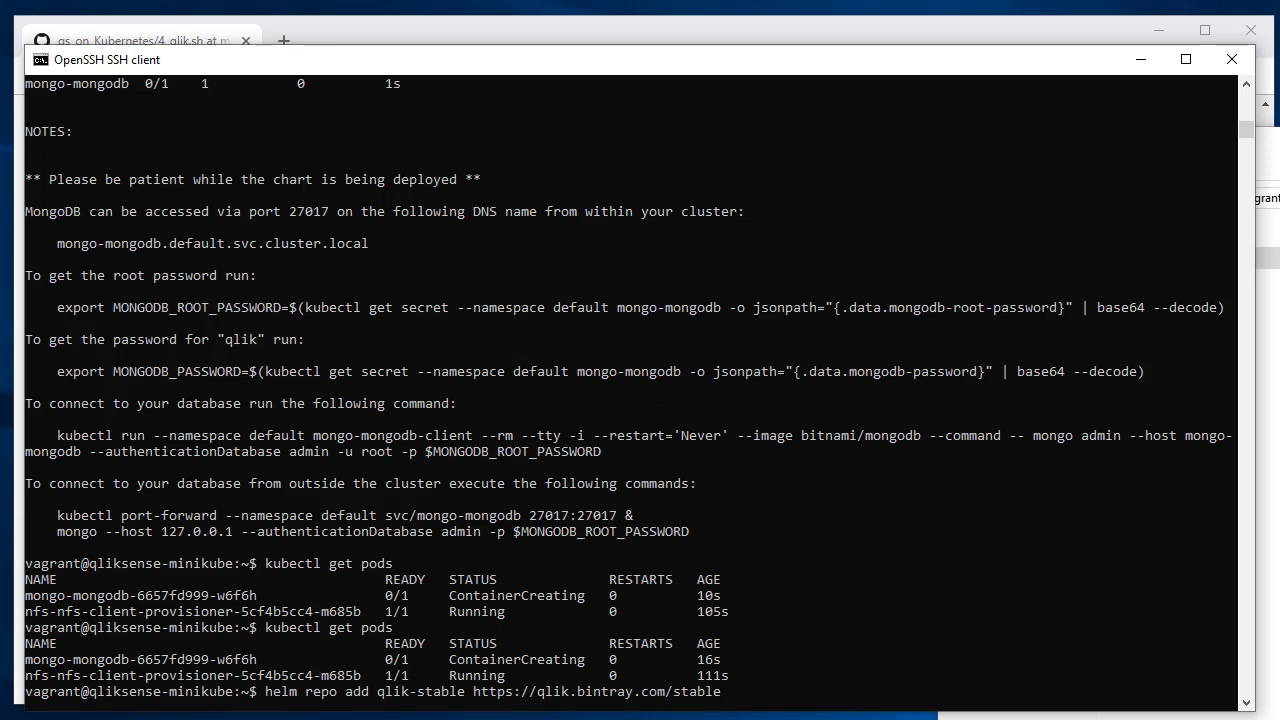 qs_on_Kubernetes/4_qlik.sh at m
OpenSSH SSH client
mongo-mongodb  0/1    1           0          1s
NOTES:
** Please be patient while the chart is being deployed **
MongoDB can be accessed via port 27017 on the following DNS name from within your cluster:
    mongo-mongodb.default.svc.cluster.local
To get the root password run:
    export MONGODB_ROOT_PASSWORD=$(kubectl get secret --namespace default mongo-mongodb -o jsonpath="{.data.mongodb-root-password}" | base64 --decode)
To get the password for "qlik" run:
    export MONGODB_PASSWORD=$(kubectl get secret --namespace default mongo-mongodb -o jsonpath="{.data.mongodb-password}" | base64 --decode)
To connect to your database run the following command:
    kubectl run --namespace default mongo-mongodb-client --rm --tty -i --restart='Never' --image bitnami/mongodb --command -- mongo admin --host mongo-
mongodb --authenticationDatabase admin -u root -p $MONGODB_ROOT_PASSWORD
To connect to your database from outside the cluster execute the following commands:
    kubectl port-forward --namespace default svc/mongo-mongodb 27017:27017 &
    mongo --host 127.0.0.1 --authenticationDatabase admin -p $MONGODB_ROOT_PASSWORD
vagrant@qliksense-minikube:~$ kubectl get pods
NAME                                         READY   STATUS              RESTARTS   AGE
mongo-mongodb-6657fd999-w6f6h                0/1     ContainerCreating   0          10s
nfs-nfs-client-provisioner-5cf4b5cc4-m685b   1/1     Running             0          105s
vagrant@qliksense-minikube:~$ kubectl get pods
NAME                                         READY   STATUS              RESTARTS   AGE
mongo-mongodb-6657fd999-w6f6h                0/1     ContainerCreating   0          16s
nfs-nfs-client-provisioner-5cf4b5cc4-m685b   1/1     Running             0          111s
vagrant@qliksense-minikube:~$ helm repo add qlik-stable https://qlik.bintray.com/stable
grant